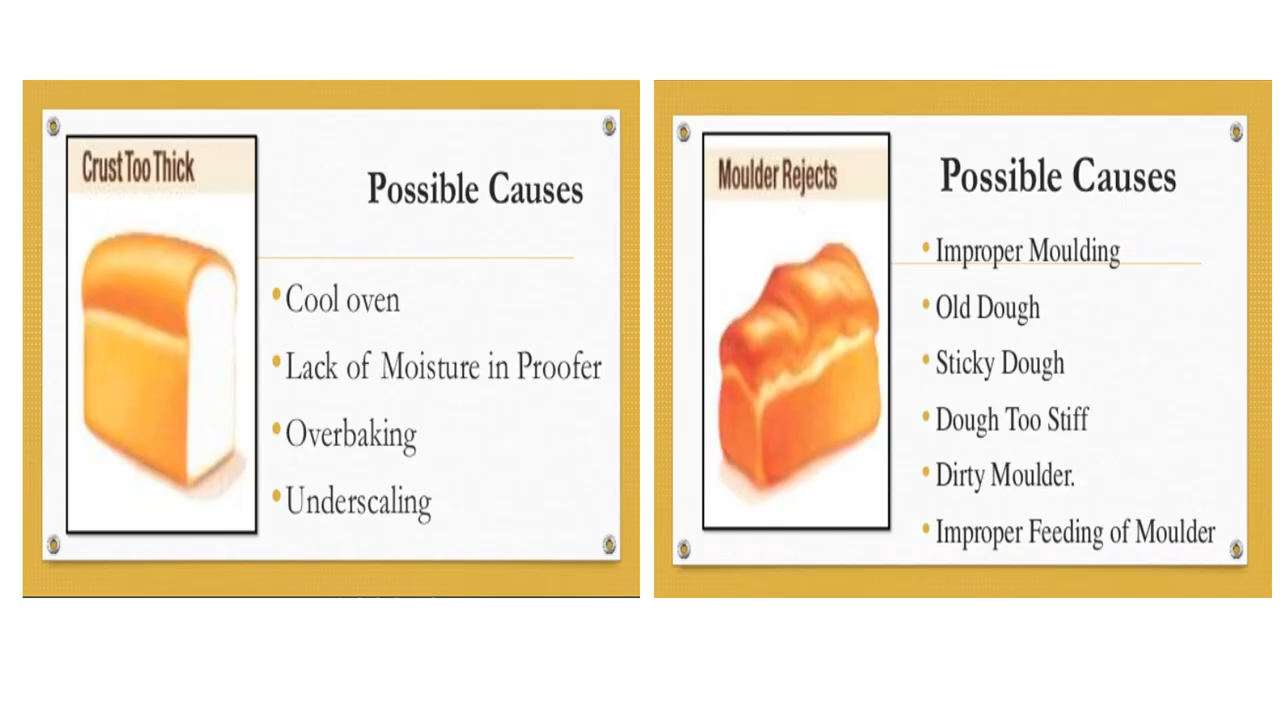 Crust Too Thick
Possible Causes
•Cool oven
•Lack of Moisture in Proofer
•Overbaking
•Underscaling
Moulder Rejects
Possible Causes
• Improper Moulding
• Old Dough
• Sticky Dough
• Dough Too Stiff
• Dirty Moulder.
• Improper Feeding of Moulder